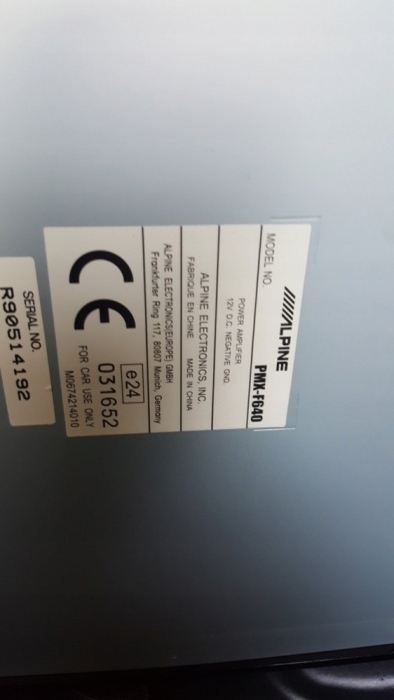 /////ALPINE
MODEL NO. PMX-F640
POWER AMPLIFIER
12V D.C. NEGATIVE GND.
ALPINE ELECTRONICS, INC.
FABRIQUE EN CHINE MADE IN CHINA
ALPINE ELECTRONICS(EUROPE) GMBH
Frankfurter Ring 117, 80807 Munich, Germany
CE e24
031652
FOR CAR USE ONLY
M0674214010
SERIAL NO.
R90514192